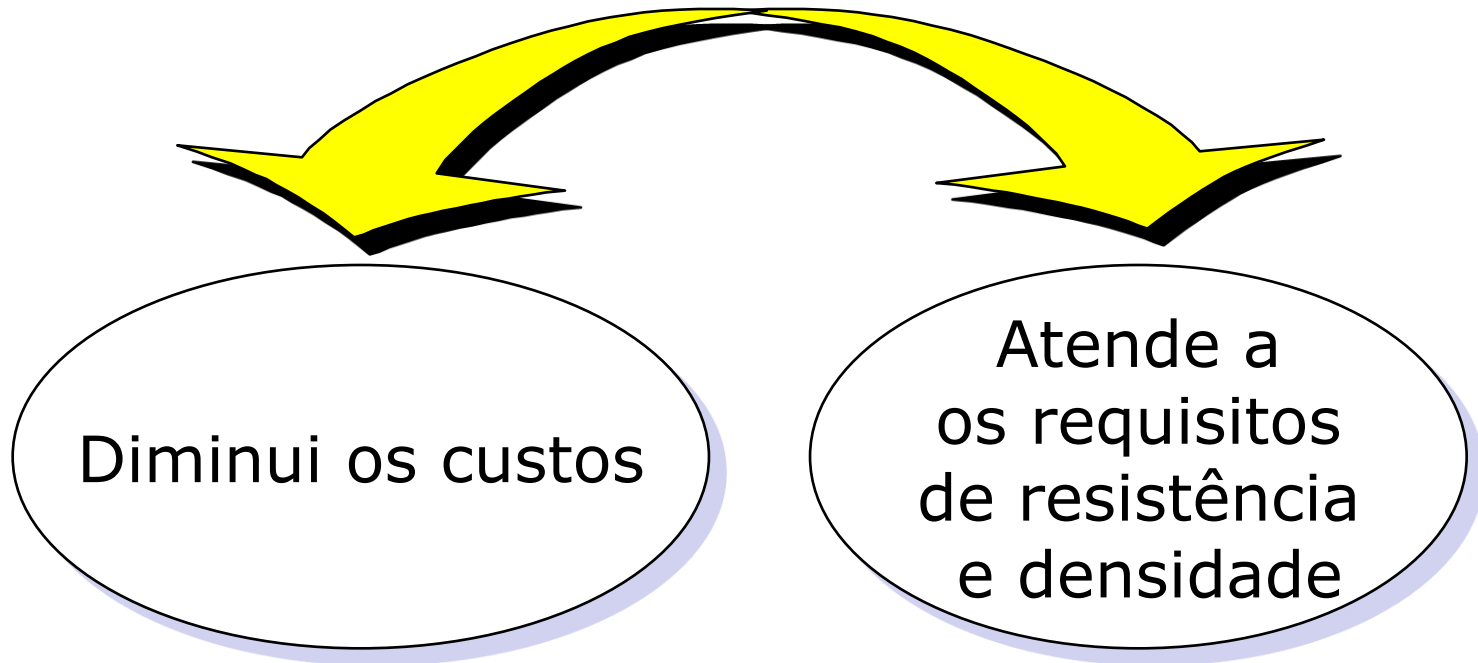 Diminui os custos
Atende a
os requisitos
de resistência
e densidade